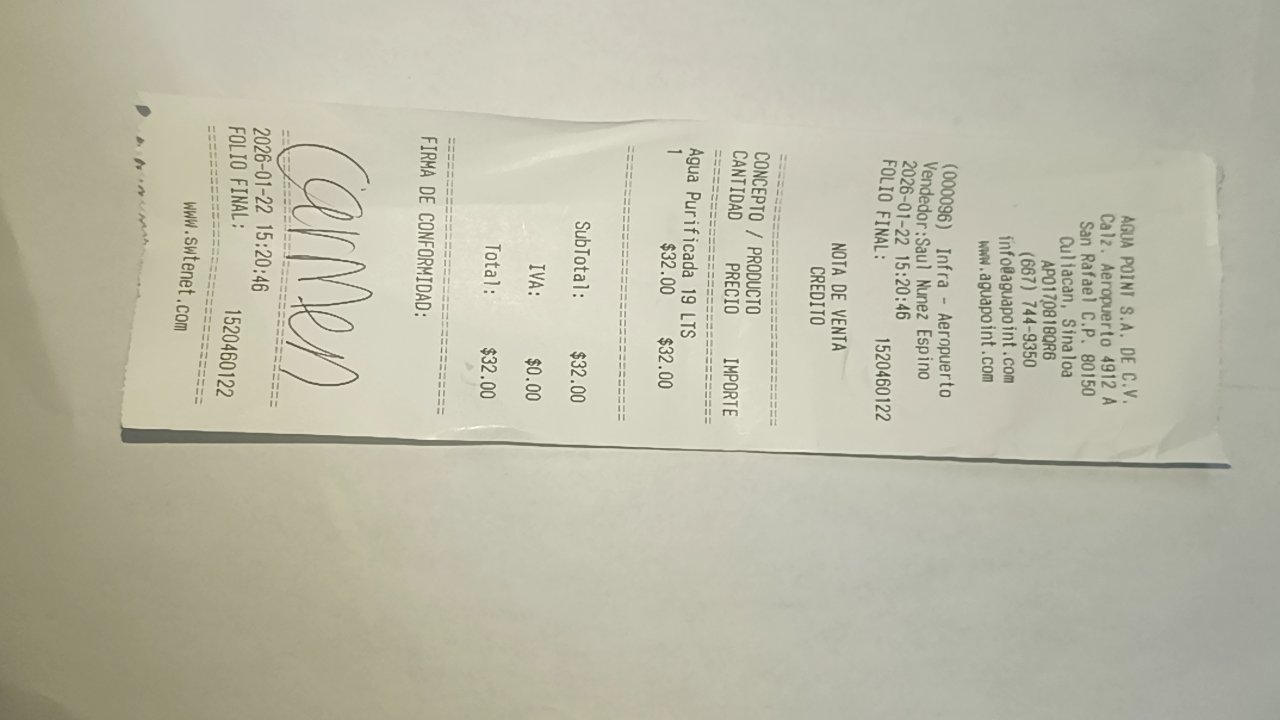 AGUA POINT S.A. DE C.V.
Calz. Aeropuerto 4912 A
San Rafael C.P. 80150
Culiacan, Sinaloa
APO170818QR6
(667) 744-9350
info@aguapoint.com
www.aguapoint.com
(000096) Infra - Aeropuerto
Vendedor:Saul Nunez Espino
2026-01-22 15:20:46
FOLIO FINAL: 1520460122
NOTA DE VENTA
CREDITO
CONCEPTO / PRODUCTO
CANTIDAD PRECIO IMPORTE
Agua Purificada 19 LTS
1 $32.00 $32.00
SubTotal: $32.00
IVA: $0.00
Total: $32.00
FIRMA DE CONFORMIDAD:
Carmen
2026-01-22 15:20:46
FOLIO FINAL: 1520460122
www.swtenet.com